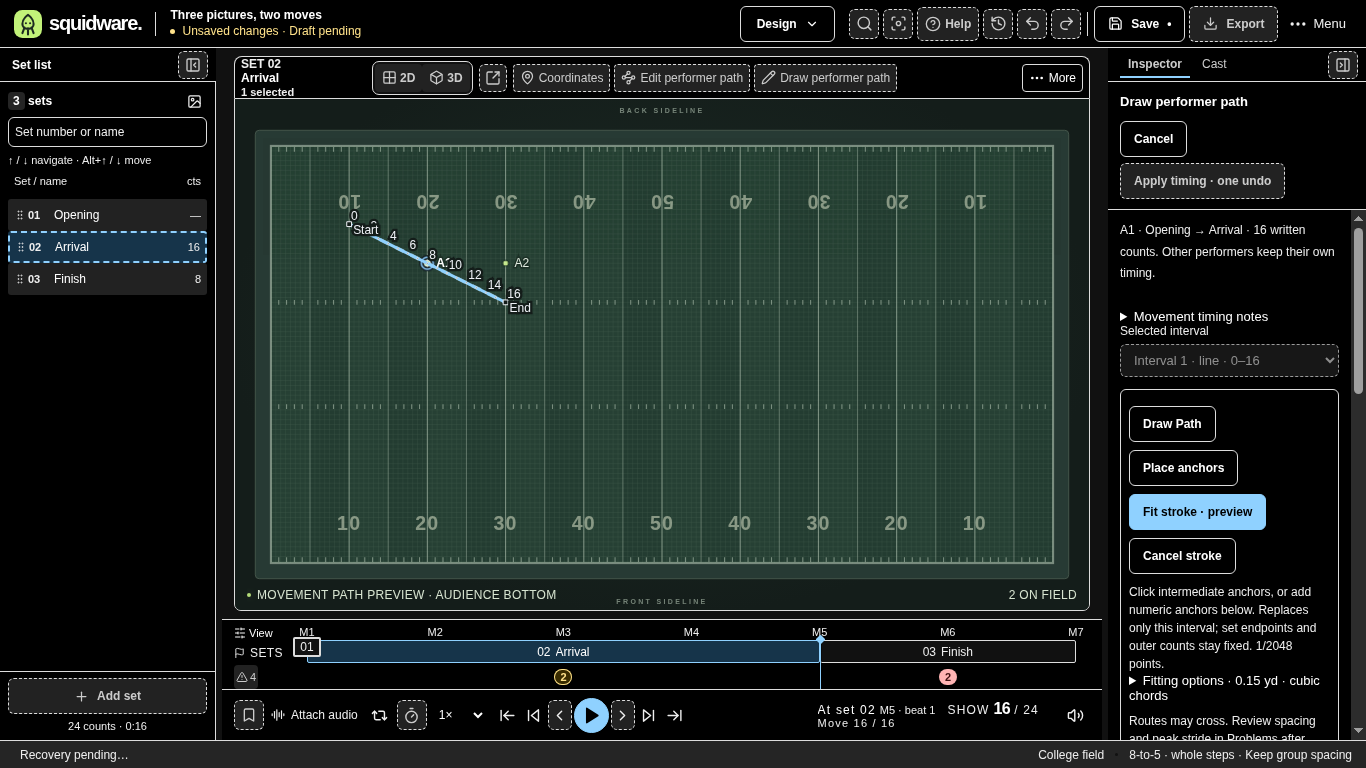 squidware.
Three pictures, two moves
Unsaved changes · Draft pending
Design
Help
Save •
Export
Menu
Set list
3 sets
Set number or name
↑ / ↓ navigate · Alt+↑ / ↓ move
Set / name cts
01 Opening —
02 Arrival 16
03 Finish 8
Add set
24 counts · 0:16
SET 02
Arrival
1 selected
2D 3D
Coordinates
Edit performer path
Draw performer path
More
BACK SIDELINE
10 20 30 40 50 40 30 20 10
0
Start
4
6
8
10
12
14
16
End
A2
10 20 30 40 50 40 30 20 10
MOVEMENT PATH PREVIEW · AUDIENCE BOTTOM
FRONT SIDELINE
2 ON FIELD
View M1 M2 M3 M4 M5 M6 M7
SETS 01 02 Arrival 03 Finish
4 2 2
Attach audio
1×
At set 02 M5 · beat 1 SHOW 16 / 24
Move 16 / 16
Inspector Cast
Draw performer path
Cancel
Apply timing · one undo
A1 · Opening → Arrival · 16 written
counts. Other performers keep their own
timing.
Movement timing notes
Selected interval
Interval 1 · line · 0–16
Draw Path
Place anchors
Fit stroke · preview
Cancel stroke
Click intermediate anchors, or add
numeric anchors below. Replaces
only this interval; set endpoints and
outer counts stay fixed. 1/2048
points.
Fitting options · 0.15 yd · cubic
chords
Routes may cross. Review spacing
and peak stride in Problems after
Recovery pending…
College field · 8-to-5 · whole steps · Keep group spacing